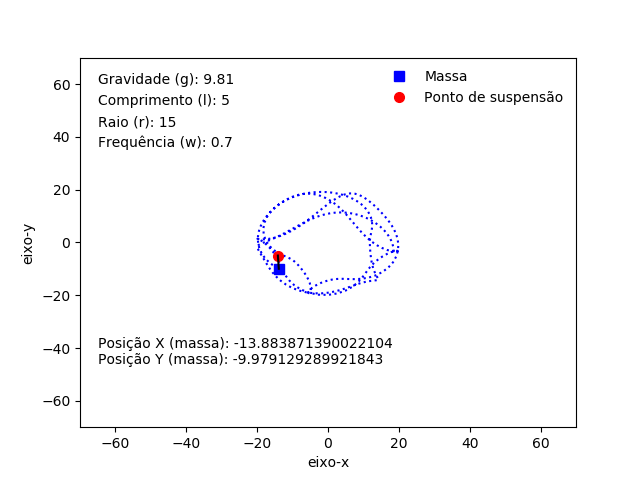 Gravidade (g): 9.81
Comprimento (l): 5
Raio (r): 15
Frequência (w): 0.7
Massa
Ponto de suspensão
Posição X (massa): -13.883871390022104
Posição Y (massa): -9.979129289921843
60
40
20
0
−20
−40
−60
eixo-y
−60
−40
−20
0
20
40
60
eixo-x